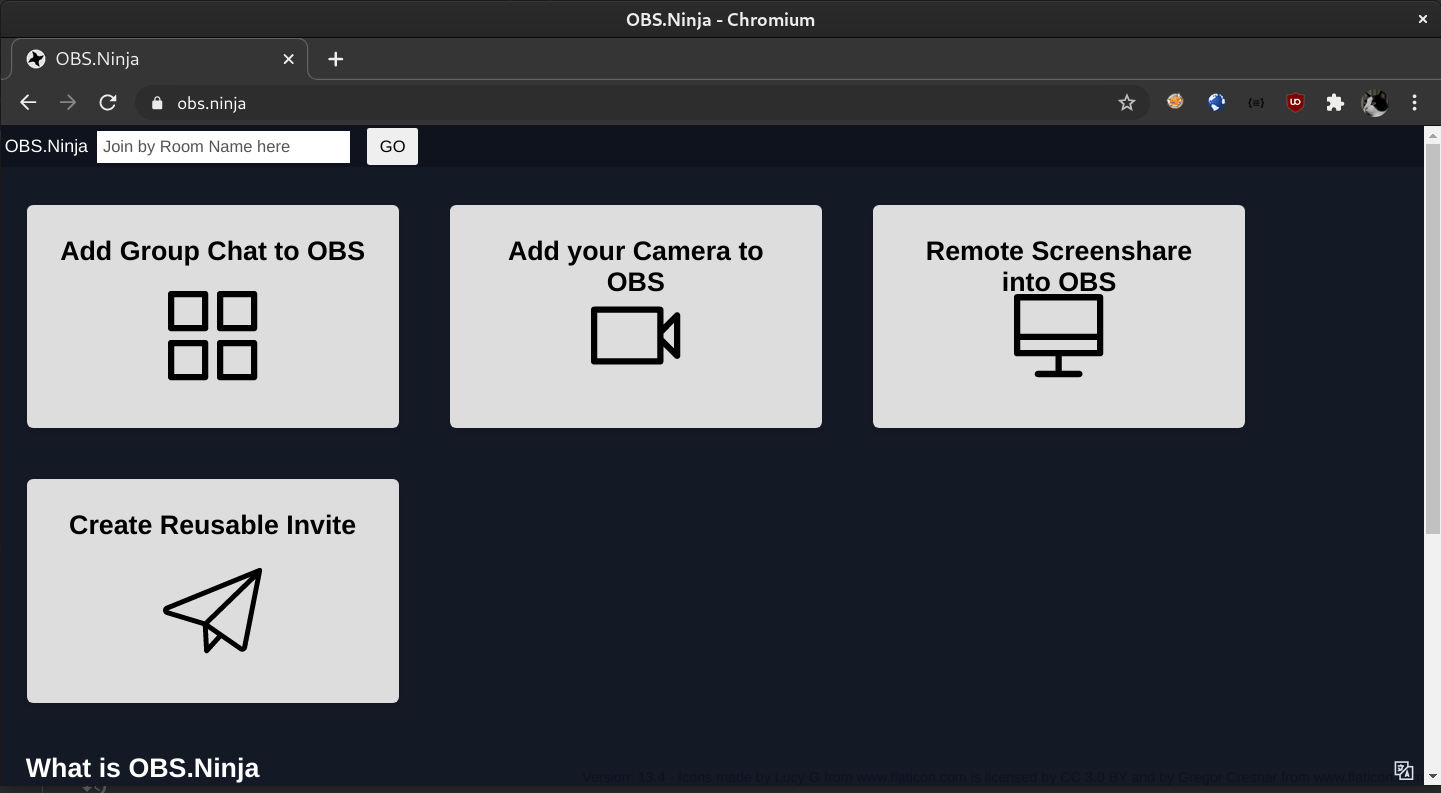 OBS.Ninja - Chromium
OBS.Ninja
obs.ninja
OBS.Ninja Join by Room Name here GO
Add Group Chat to OBS
Add your Camera to
OBS
Remote Screenshare
into OBS
Create Reusable Invite
What is OBS.Ninja
Version: 13.4 - Icons made by Lucy G from www.flaticon.com is licensed by CC 3.0 BY and by Gregor Cresnar from www.flaticon